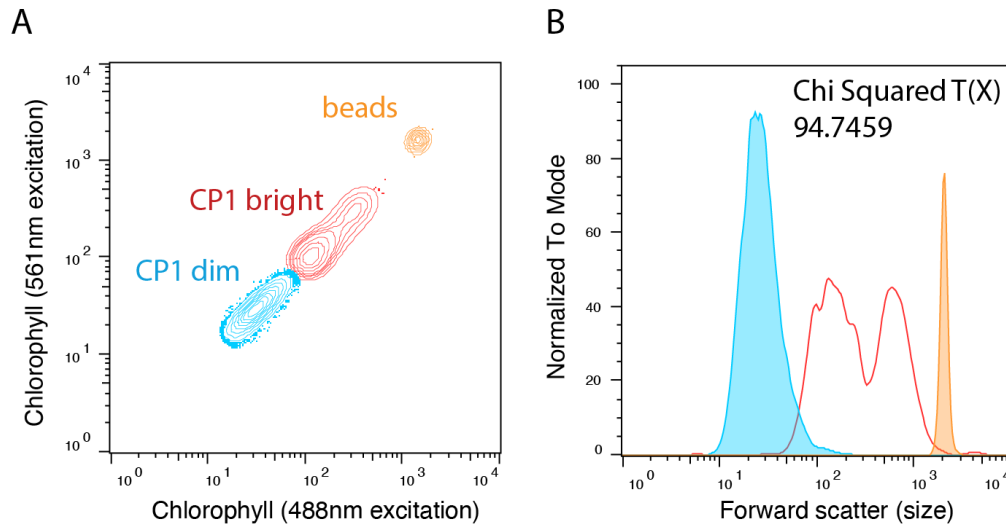 A
10^4
10^3
10^2
10^1
10^0
Chlorophyll (561nm excitation)
beads
CP1 bright
CP1 dim
10^0 10^1 10^2 10^3 10^4
Chlorophyll (488nm excitation)
B
100
80
60
40
20
0
Normalized To Mode
Chi Squared T(X)
94.7459
10^0 10^1 10^2 10^3 10^4
Forward scatter (size)